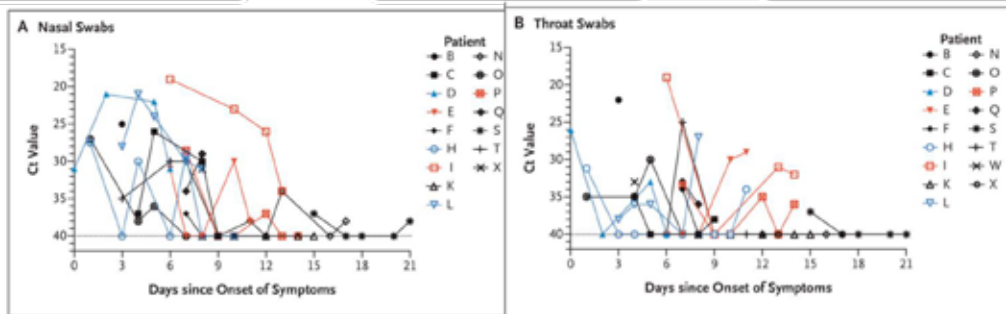 A Nasal Swabs
Patient
B N
C O
D P
E Q
F S
H T
I X
K
L
Ct Value
15
20
25
30
35
40
0 3 6 9 12 15 18 21
Days since Onset of Symptoms
B Throat Swabs
Patient
B N
C O
D P
E Q
F S
H T
I W
K X
L
Ct Value
15
20
25
30
35
40
0 3 6 9 12 15 18 21
Days since Onset of Symptoms